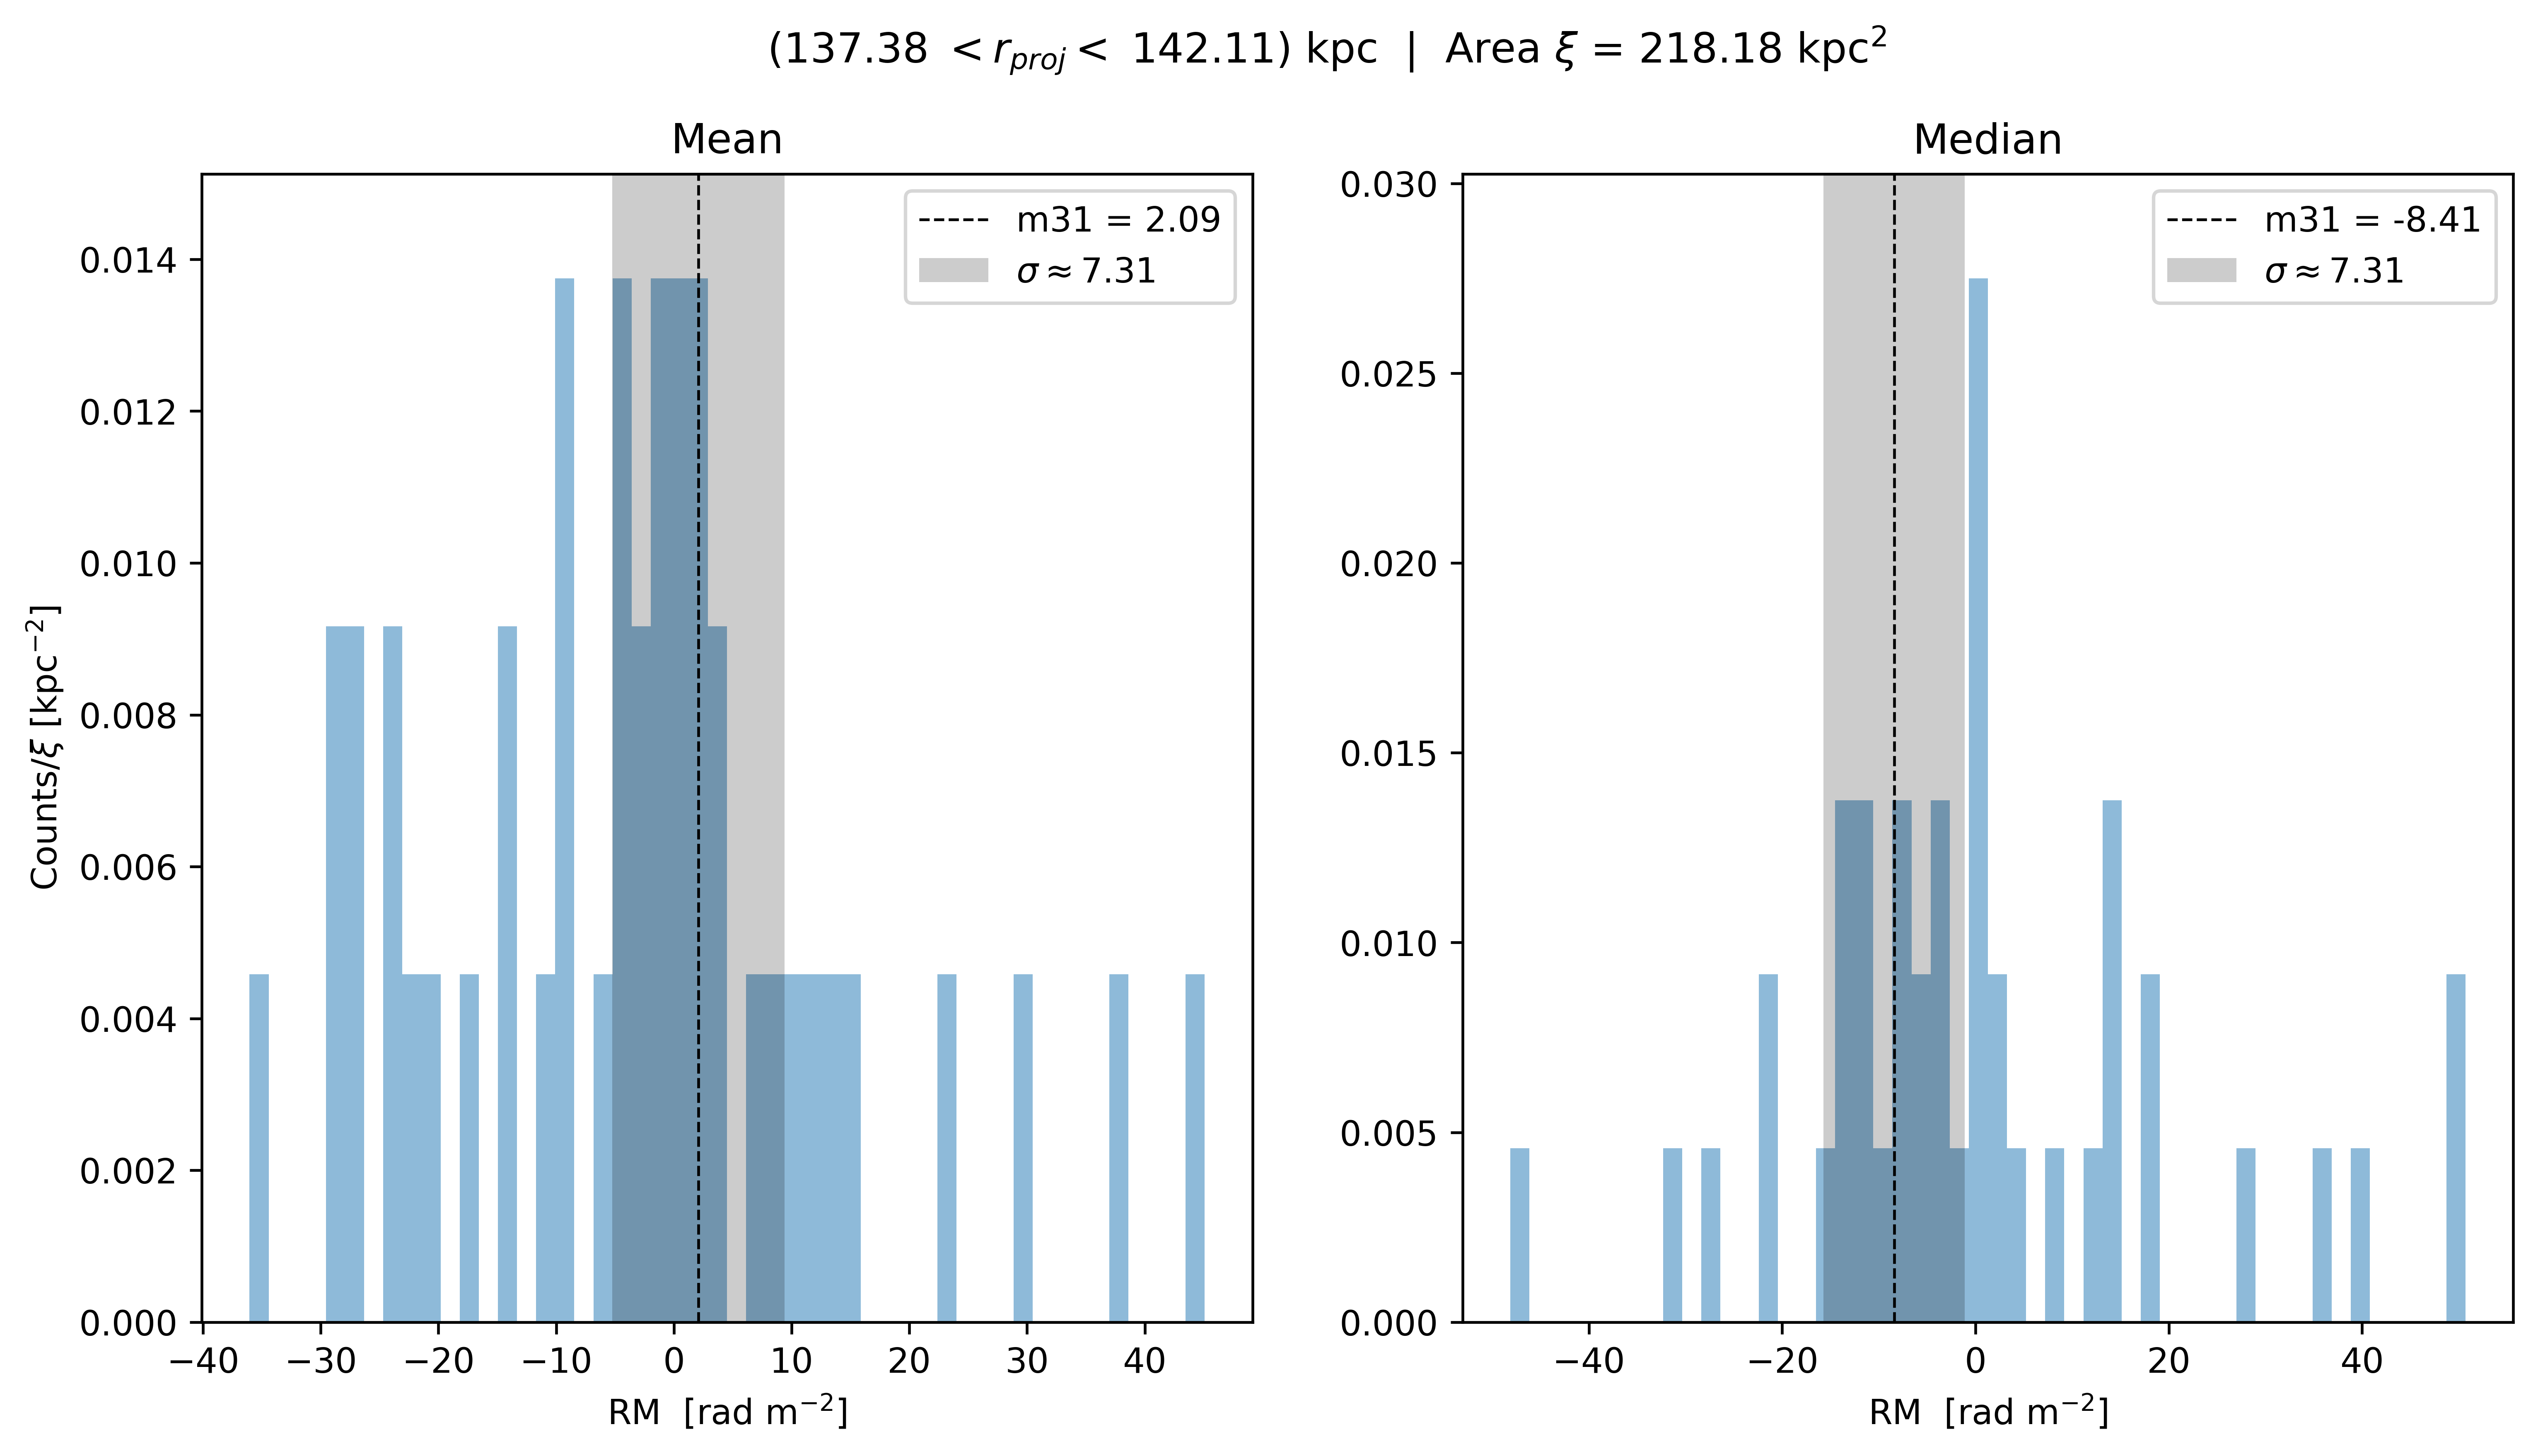 (137.38 < r_proj < 142.11) kpc | Area ξ = 218.18 kpc²
Mean
m31 = 2.09
σ ≈ 7.31
0.014
0.012
0.010
0.008
0.006
0.004
0.002
0.000
Counts/ξ [kpc⁻²]
−40 −30 −20 −10 0 10 20 30 40
RM [rad m⁻²]
Median
m31 = -8.41
σ ≈ 7.31
0.030
0.025
0.020
0.015
0.010
0.005
0.000
−40 −20 0 20 40
RM [rad m⁻²]